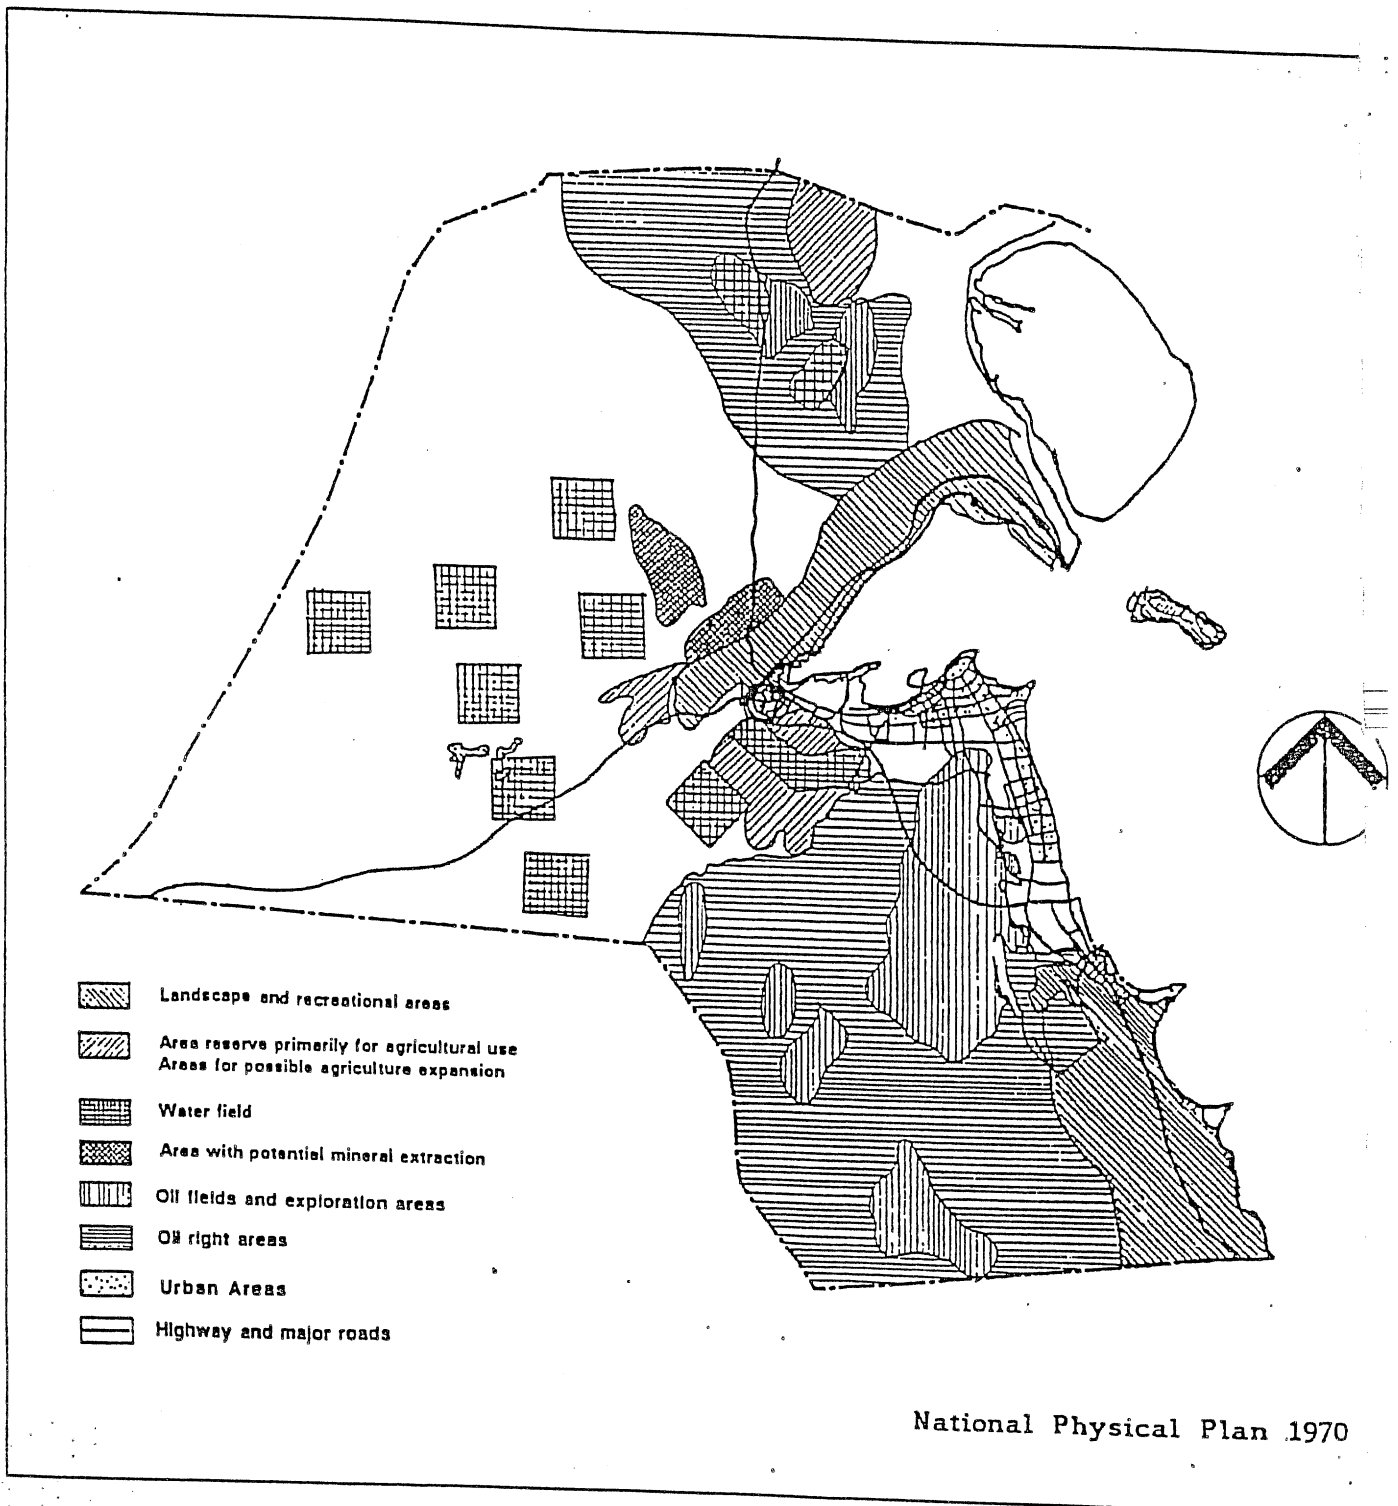 Landscape and recreational areas
Area reserve primarily for agricultural use
Areas for possible agriculture expansion
Water field
Area with potential mineral extraction
Oil fields and exploration areas
Oil right areas
Urban Areas
Highway and major roads
National Physical Plan 1970